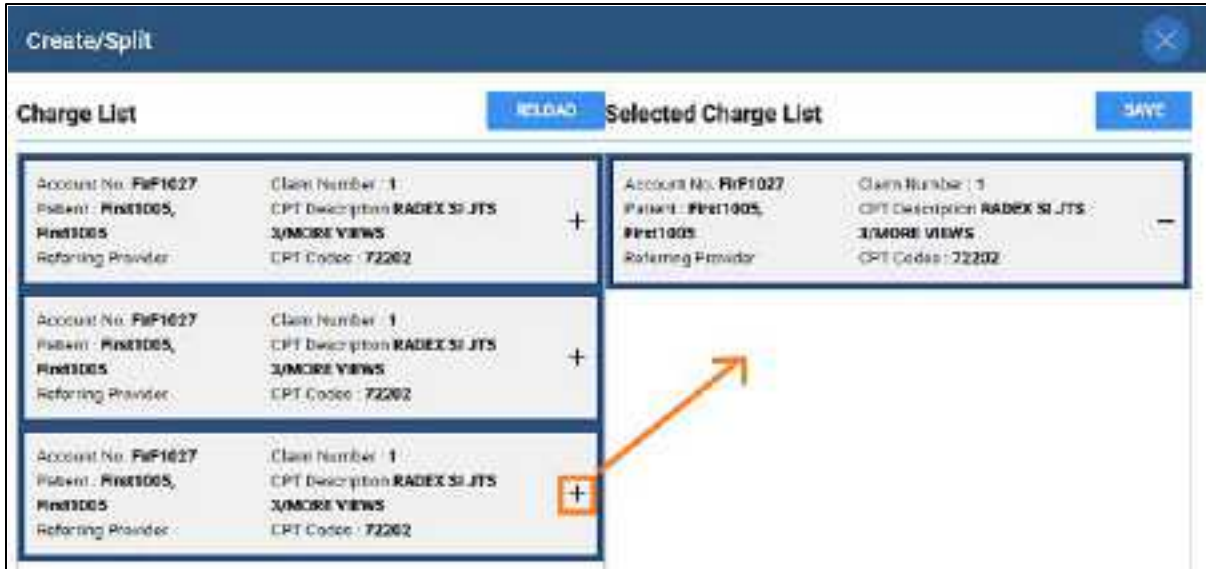 Create/Split
Charge List
RELOAD
Selected Charge List
SAVE
Account No. FirF1027
Patient : First1005,
First1005
Referring Provider
Claim Number : 1
CPT Description RADEX SI JTS
3/MORE VIEWS
CPT Codes : 72202
+
Account No. FirF1027
Patient : First1005,
First1005
Referring Provider
Claim Number : 1
CPT Description RADEX SI JTS
3/MORE VIEWS
CPT Codes : 72202
+
Account No. FirF1027
Patient : First1005,
First1005
Referring Provider
Claim Number : 1
CPT Description RADEX SI JTS
3/MORE VIEWS
CPT Codes : 72202
+
Account No. FirF1027
Patient : First1005,
First1005
Referring Provider
Claim Number : 1
CPT Description RADEX SI JTS
3/MORE VIEWS
CPT Codes : 72202
−